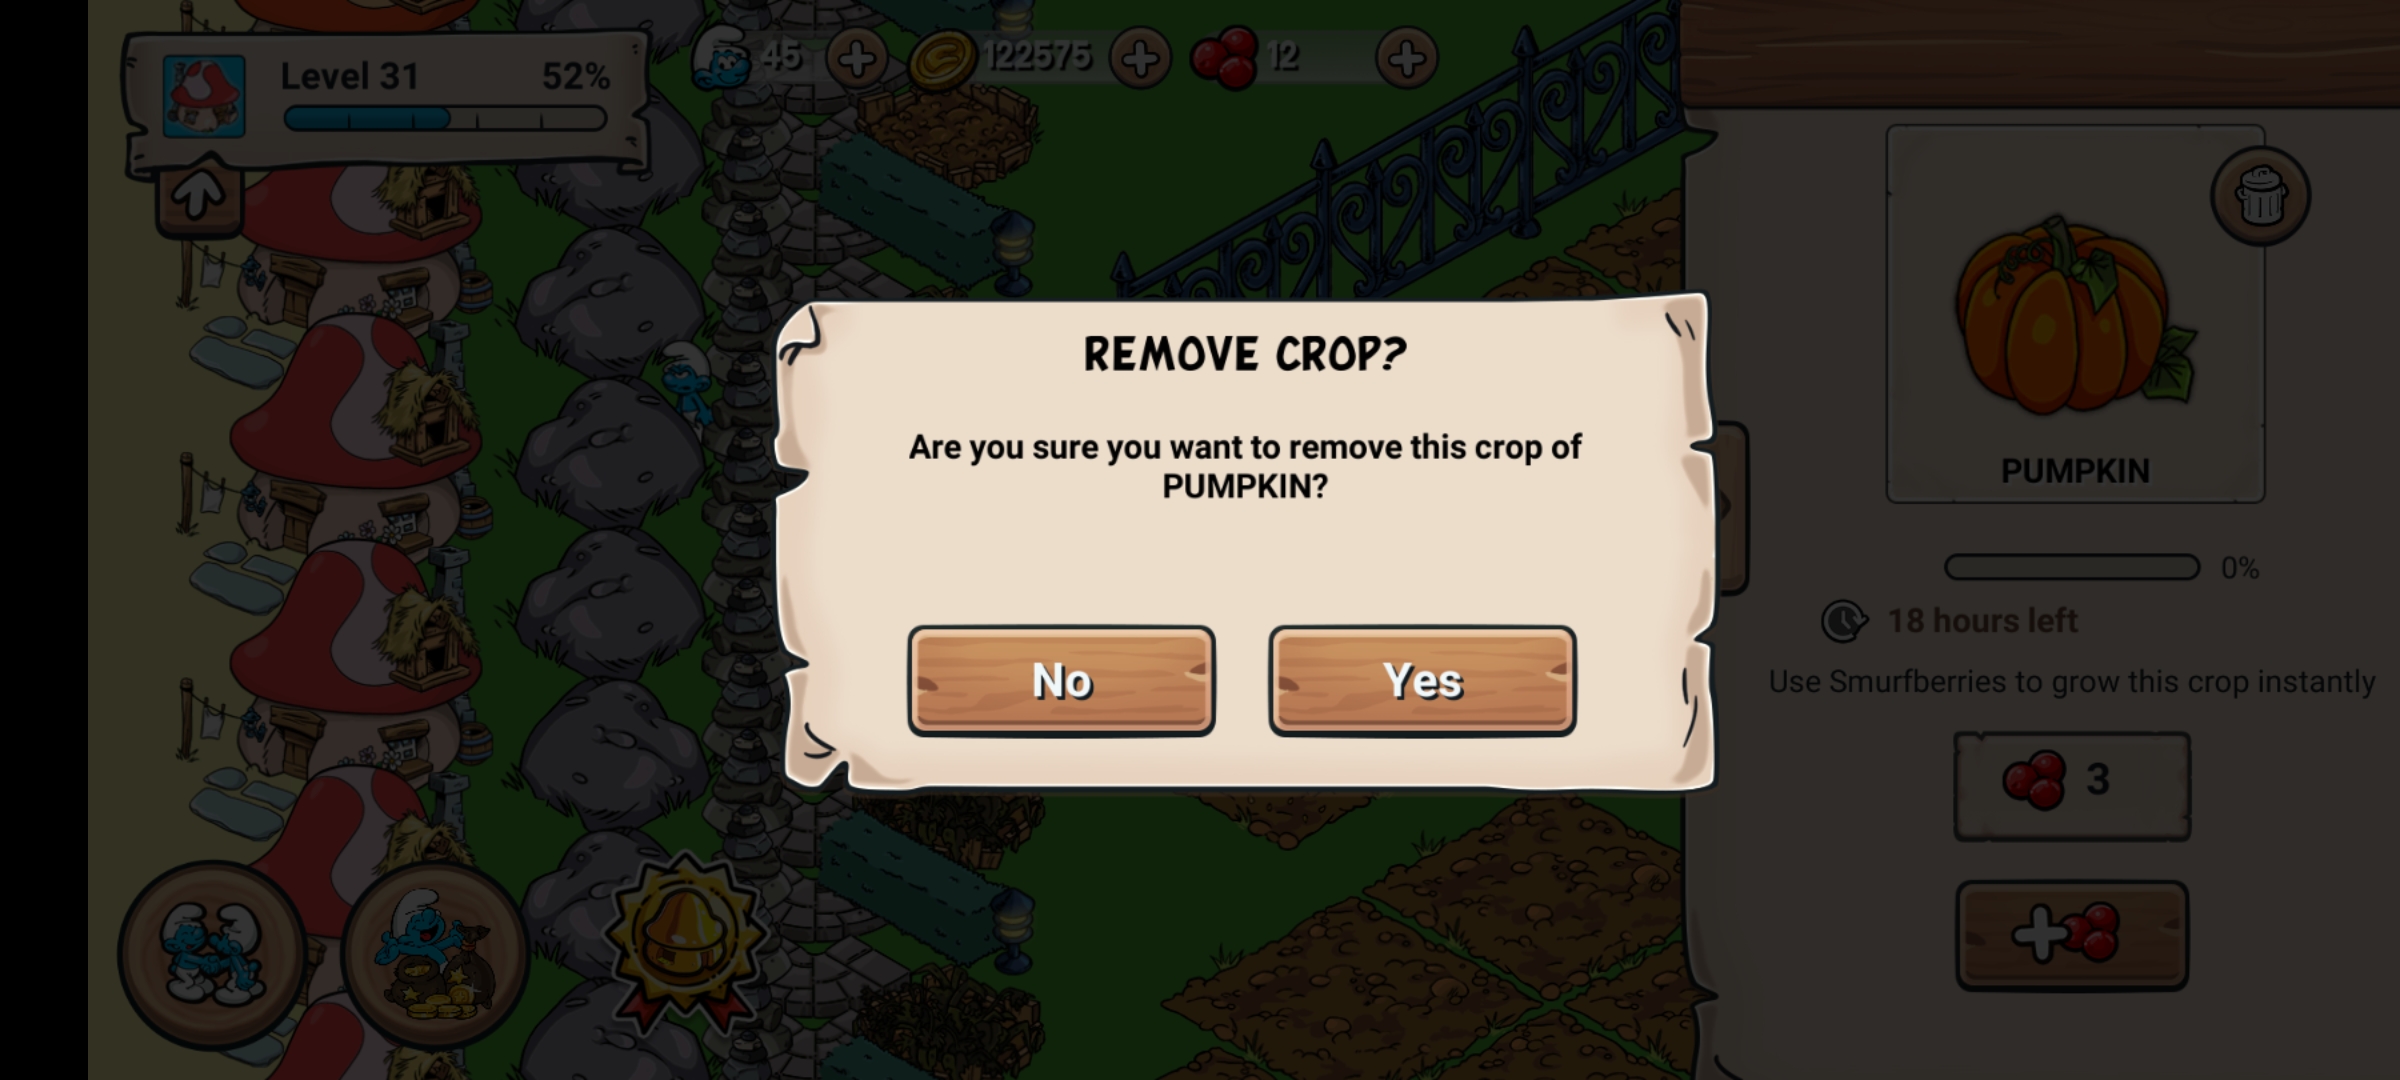 Level 31 52%
45
122575
12
REMOVE CROP?
Are you sure you want to remove this crop of
PUMPKIN?
No
Yes
PUMPKIN
0%
18 hours left
Use Smurfberries to grow this crop instantly
3